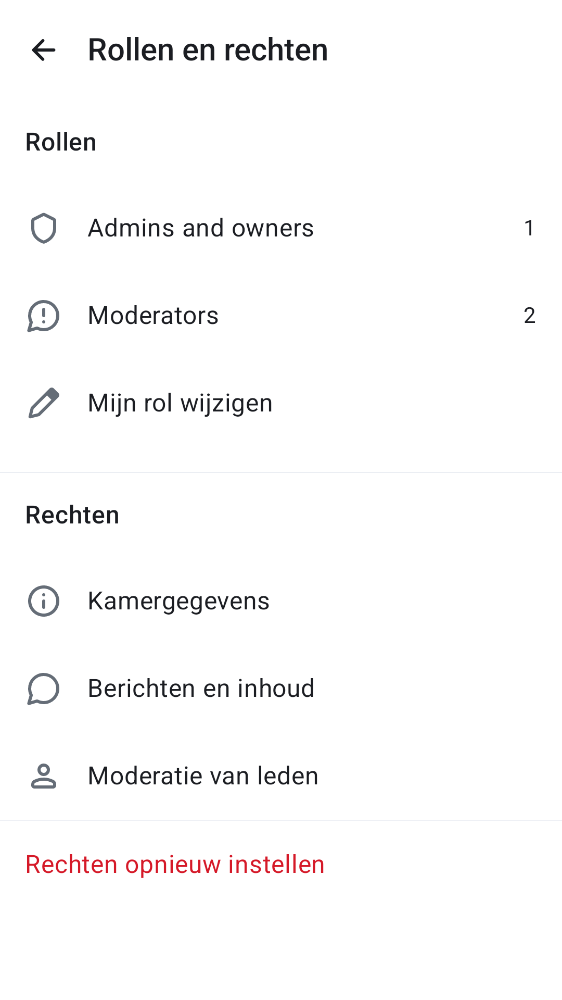 Rollen en rechten
Rollen
Admins and owners 1
Moderators 2
Mijn rol wijzigen
Rechten
Kamergegevens
Berichten en inhoud
Moderatie van leden
Rechten opnieuw instellen